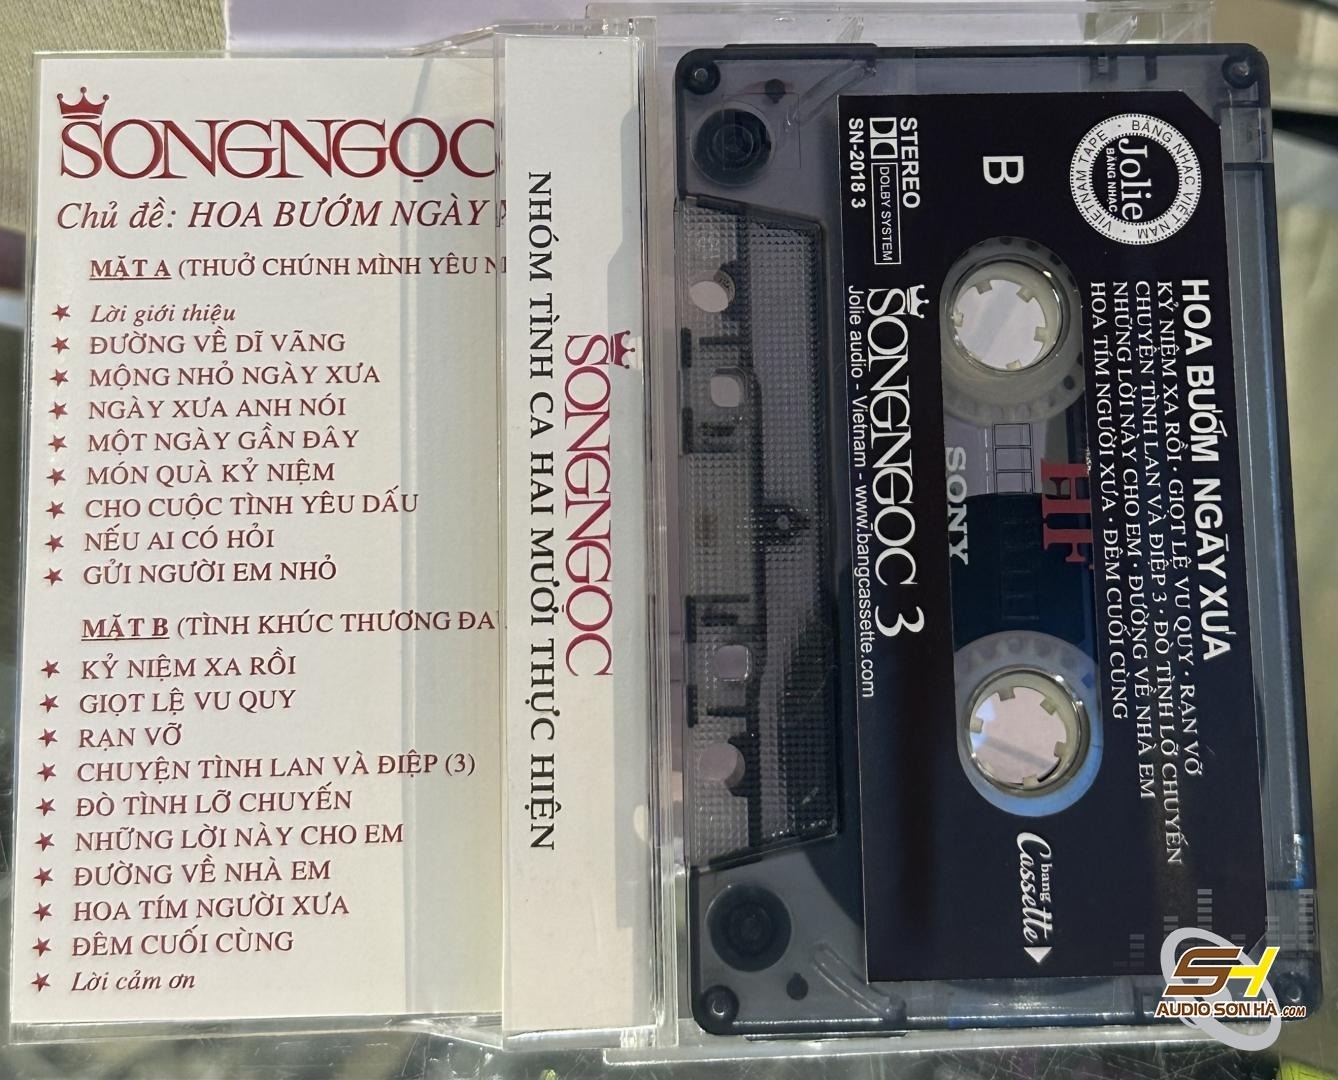 SONGNGỌC
Chủ đề: HOA BƯỚM NGÀY
MẶT A (THUỞ CHÚNH MÌNH YÊU
Lời giới thiệu
ĐƯỜNG VỀ DĨ VÃNG
MỘNG NHỎ NGÀY XƯA
NGÀY XƯA ANH NÓI
MỘT NGÀY GẦN ĐÂY
MÓN QUÀ KỶ NIỆM
CHO CUỘC TÌNH YÊU DẤU
NẾU AI CÓ HỎI
GỬI NGƯỜI EM NHỎ
MẶT B (TÌNH KHÚC THƯƠNG ĐA
KỶ NIỆM XA RỒI
GIỌT LỆ VU QUY
RẠN VỠ
CHUYỆN TÌNH LAN VÀ ĐIỆP (3)
ĐÒ TÌNH LỠ CHUYẾN
NHỮNG LỜI NÀY CHO EM
ĐƯỜNG VỀ NHÀ EM
HOA TÍM NGƯỜI XƯA
ĐÊM CUỐI CÙNG
Lời cảm ơn
SONGNGỌC
NHÓM TÌNH CA HAI MƯƠI THỰC HIỆN
BĂNG NHẠC VIỆT NAM • VIETNAM TAPE •
Jolie
BĂNG NHẠC
B
STEREO
DOLBY SYSTEM
SN-2018 3
HOA BƯỚM NGÀY XƯA
KỶ NIỆM XA RỒI • GIỌT LỆ VU QUY • RẠN VỠ
CHUYỆN TÌNH LAN VÀ ĐIỆP 3 • ĐÒ TÌNH LỠ CHUYẾN
NHỮNG LỜI NÀY CHO EM • ĐƯỜNG VỀ NHÀ EM
HOA TÍM NGƯỜI XƯA • ĐÊM CUỐI CÙNG
HF
SONY
SONGNGỌC 3
Jolie audio - Vietnam - www.bangcassette.com
bang
Cassette
SH
AUDIO SƠN HÀ.COM